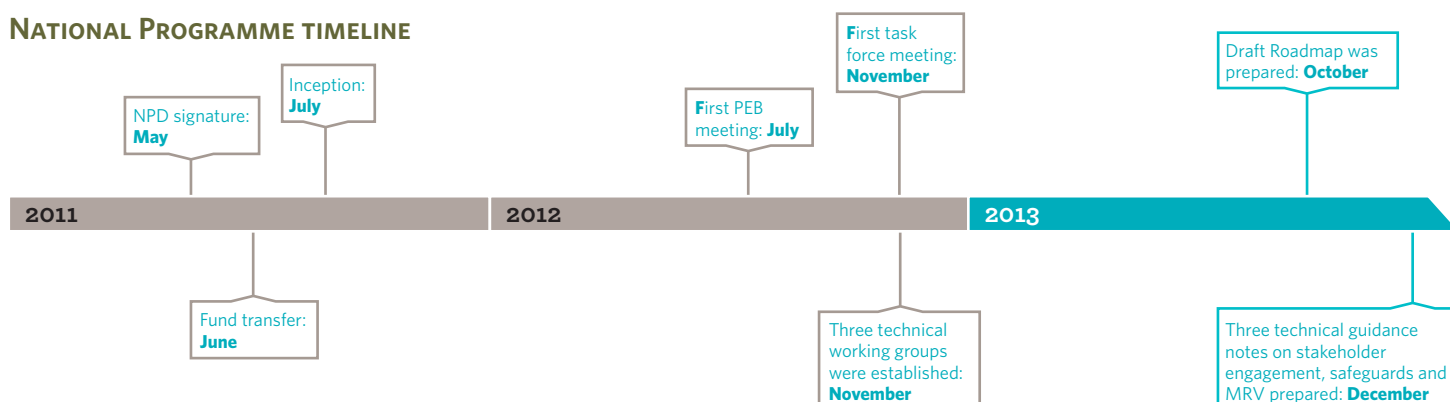 National Programme timeline
NPD signature:
May
Inception:
July
First PEB
meeting: July
First task
force meeting:
November
Draft Roadmap was
prepared: October
2011
2012
2013
Fund transfer:
June
Three technical
working groups
were established:
November
Three technical guidance
notes on stakeholder
engagement, safeguards and
MRV prepared: December